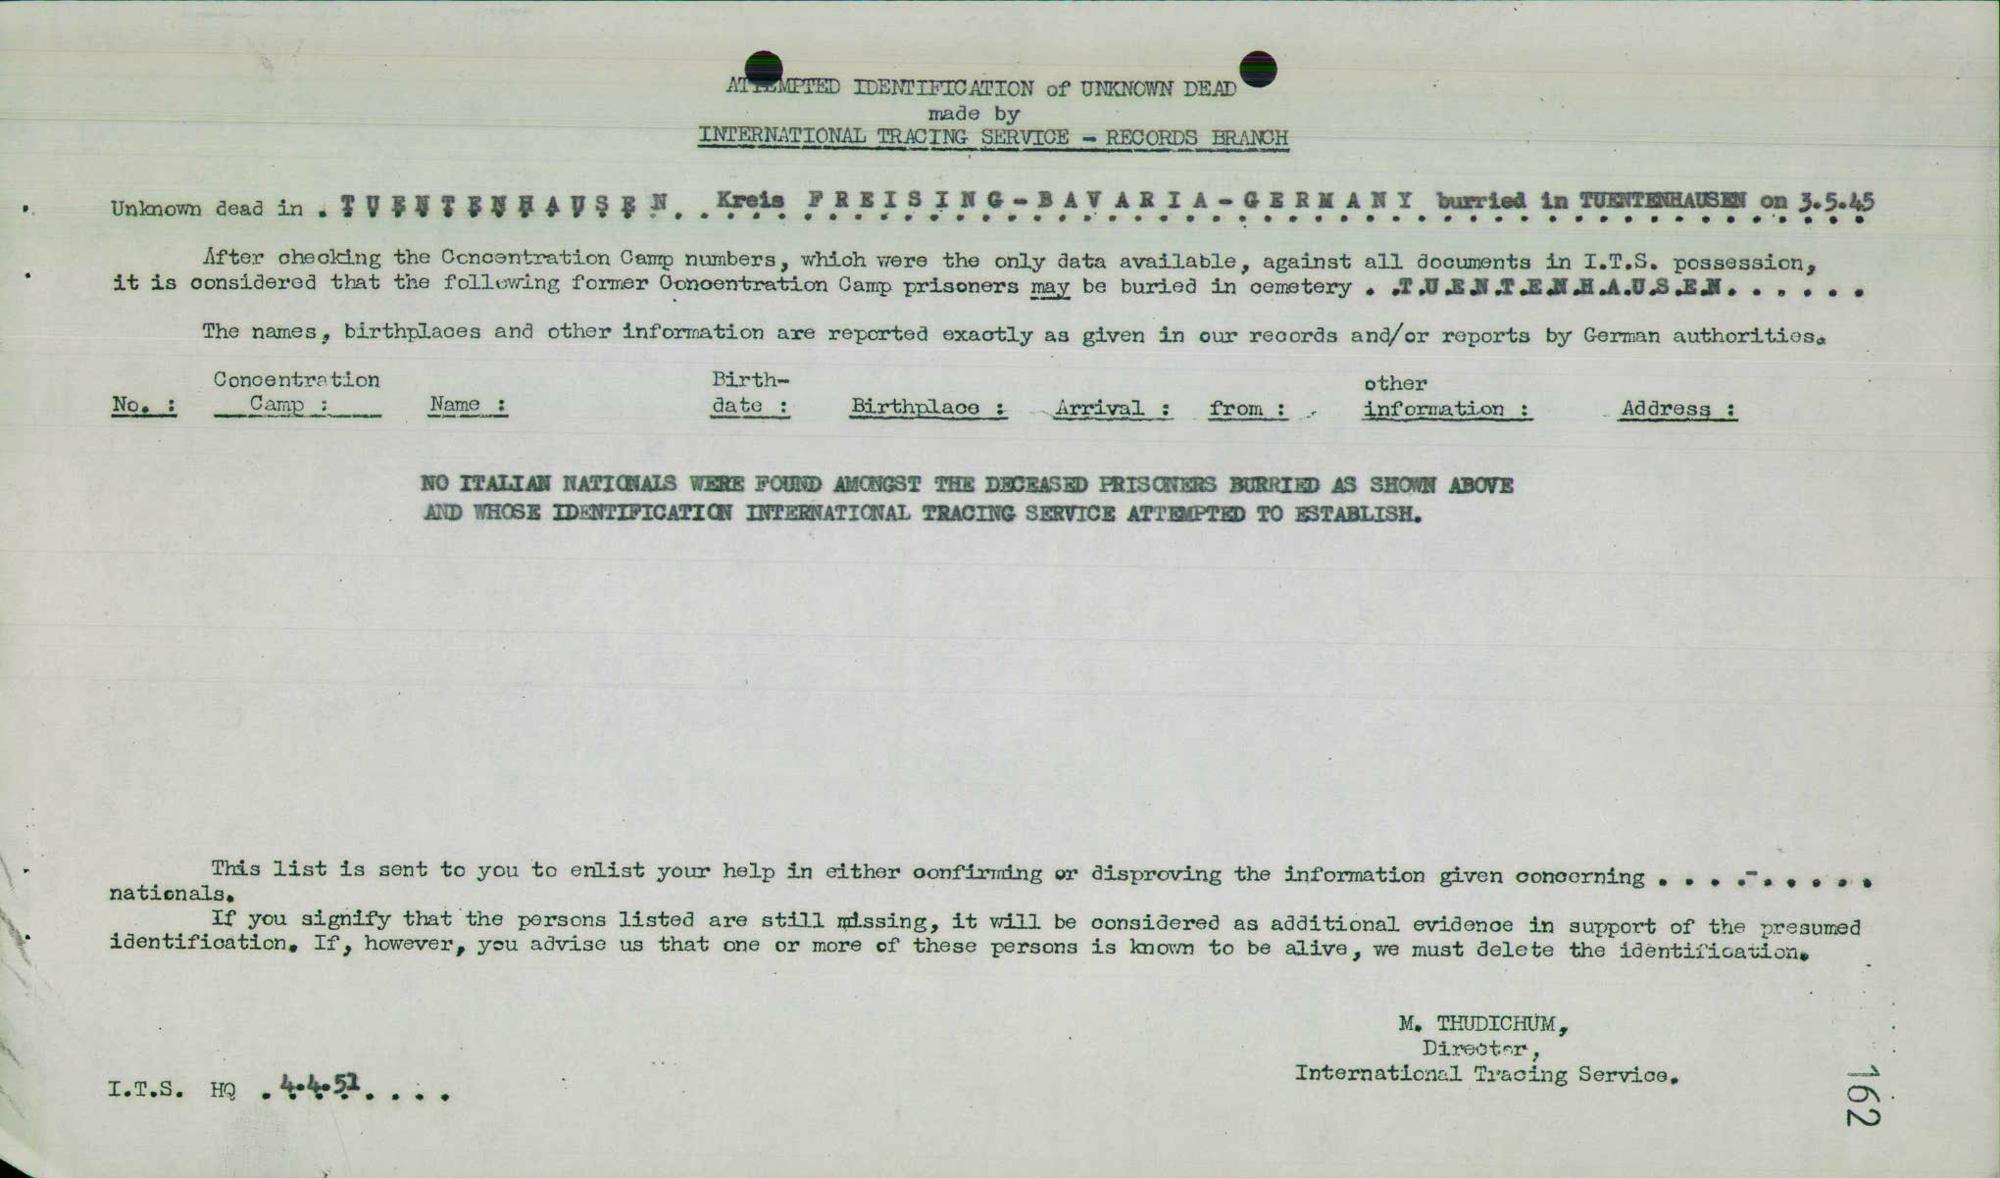 ATTEMPTED IDENTIFICATION of UNKNOWN DEAD
made by
INTERNATIONAL TRACING SERVICE - RECORDS BRANCH
Unknown dead in . T U E N T E N H A U S E N . . Kreis F R E I S I N G - B A V A R I A - G E R M A N Y burried in TUENTENHAUSEN on 3.5.45
After checking the Concentration Camp numbers, which were the only data available, against all documents in I.T.S. possession,
it is considered that the following former Concentration Camp prisoners may be buried in cemetery . .T.U.E.N.T.E.N.H.A.U.S.E.N. . . . . .
The names, birthplaces and other information are reported exactly as given in our records and/or reports by German authorities.
No. : Concentration Camp : Name : Birth-date : Birthplace : Arrival : from : other information : Address :
NO ITALIAN NATIONALS WERE FOUND AMONGST THE DECEASED PRISONERS BURRIED AS SHOWN ABOVE
AND WHOSE IDENTIFICATION INTERNATIONAL TRACING SERVICE ATTEMPTED TO ESTABLISH.
This list is sent to you to enlist your help in either confirming or disproving the information given concerning . . . .-. . . . .
nationals.
If you signify that the persons listed are still missing, it will be considered as additional evidence in support of the presumed
identification. If, however, you advise us that one or more of these persons is known to be alive, we must delete the identification.
M. THUDICHUM,
Director,
International Tracing Service.
I.T.S. HQ . 4.4.51. . . .
162